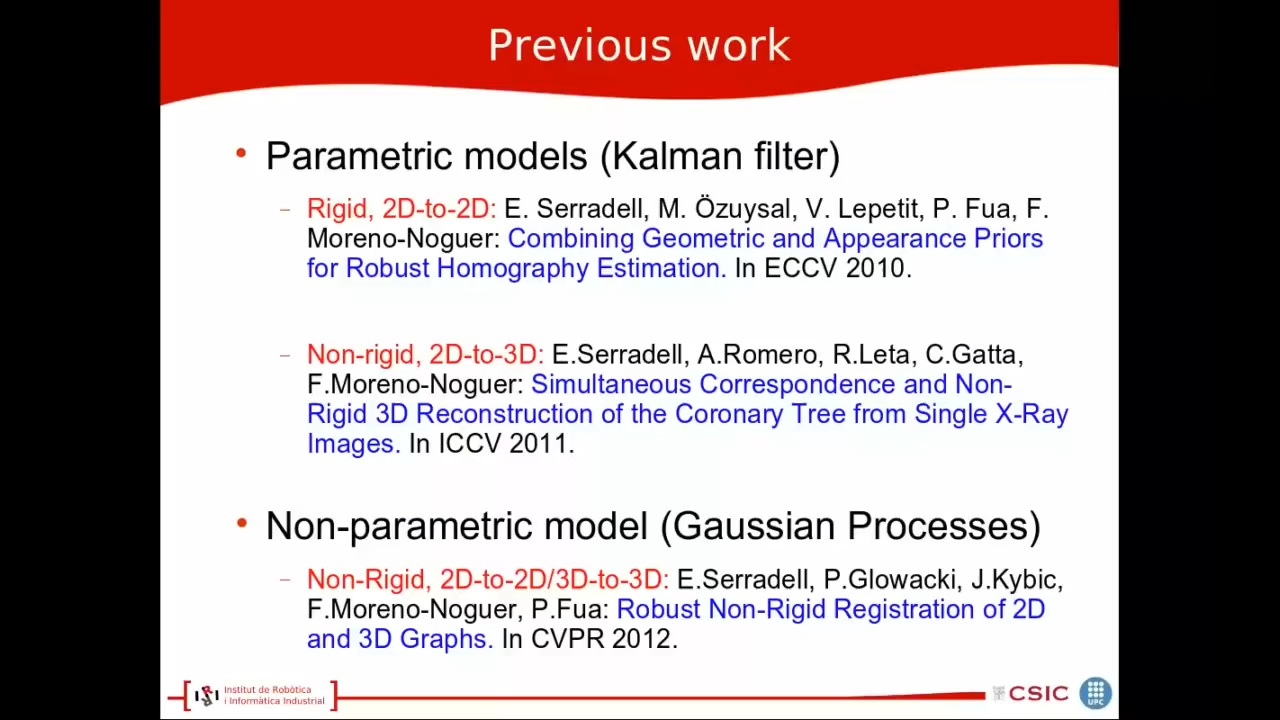 Previous work
• Parametric models (Kalman filter)
– Rigid, 2D-to-2D: E. Serradell, M. Özuysal, V. Lepetit, P. Fua, F.
Moreno-Noguer: Combining Geometric and Appearance Priors
for Robust Homography Estimation. In ECCV 2010.
– Non-rigid, 2D-to-3D: E.Serradell, A.Romero, R.Leta, C.Gatta,
F.Moreno-Noguer: Simultaneous Correspondence and Non-
Rigid 3D Reconstruction of the Coronary Tree from Single X-Ray
Images. In ICCV 2011.
• Non-parametric model (Gaussian Processes)
– Non-Rigid, 2D-to-2D/3D-to-3D: E.Serradell, P.Glowacki, J.Kybic,
F.Moreno-Noguer, P.Fua: Robust Non-Rigid Registration of 2D
and 3D Graphs. In CVPR 2012.
IRI
Institut de Robòtica
i Informàtica Industrial
CSIC
UPC